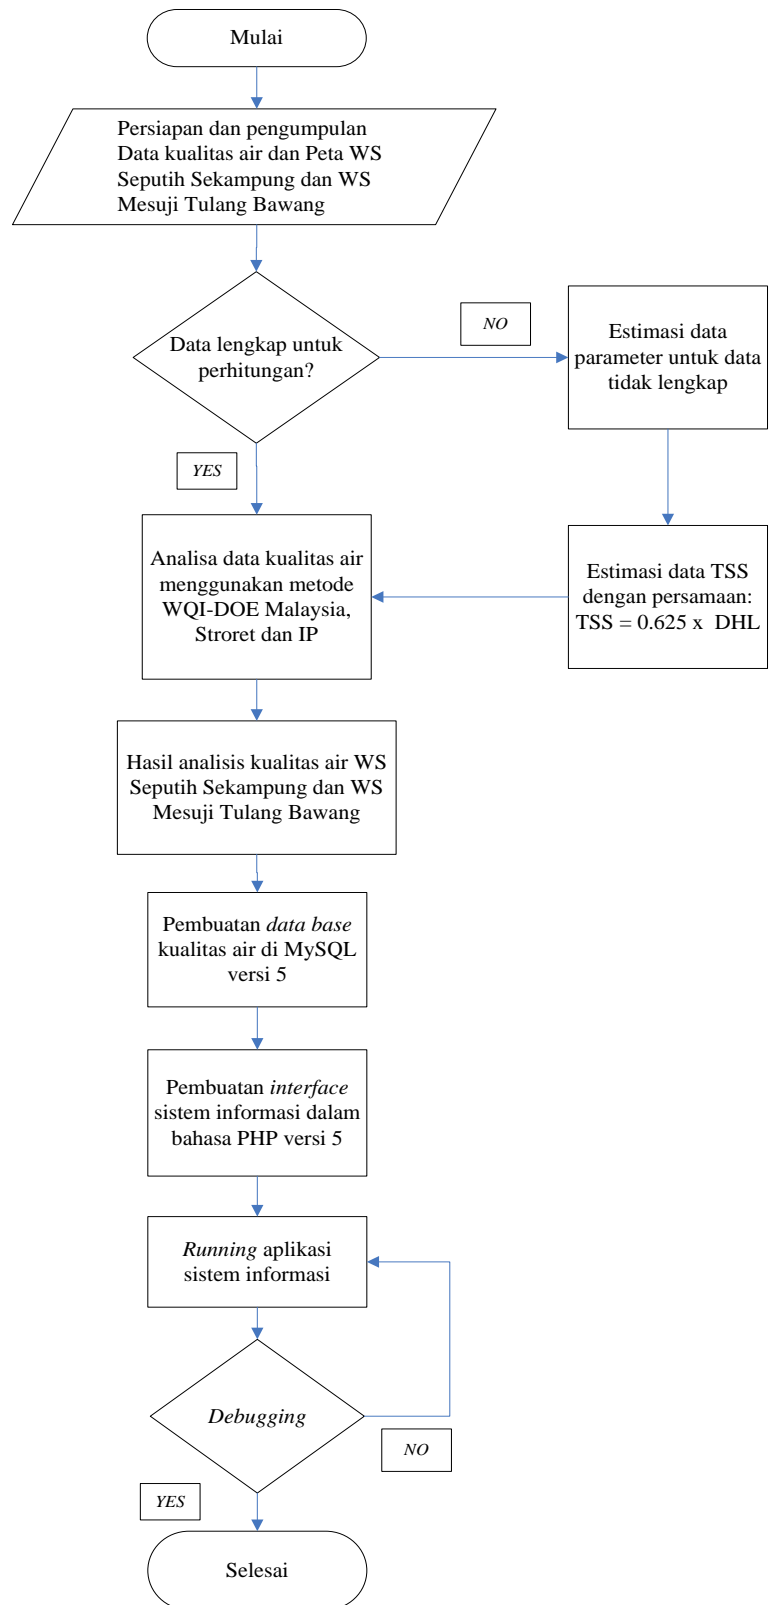 Mulai
Persiapan dan pengumpulan
Data kualitas air dan Peta WS
Seputih Sekampung dan WS
Mesuji Tulang Bawang
Data lengkap untuk
perhitungan?
NO
Estimasi data
parameter untuk data
tidak lengkap
YES
Analisa data kualitas air
menggunakan metode
WQI-DOE Malaysia,
Stroret dan IP
Estimasi data TSS
dengan persamaan:
TSS = 0.625 x DHL
Hasil analisis kualitas air WS
Seputih Sekampung dan WS
Mesuji Tulang Bawang
Pembuatan data base
kualitas air di MySQL
versi 5
Pembuatan interface
sistem informasi dalam
bahasa PHP versi 5
Running aplikasi
sistem informasi
Debugging
NO
YES
Selesai